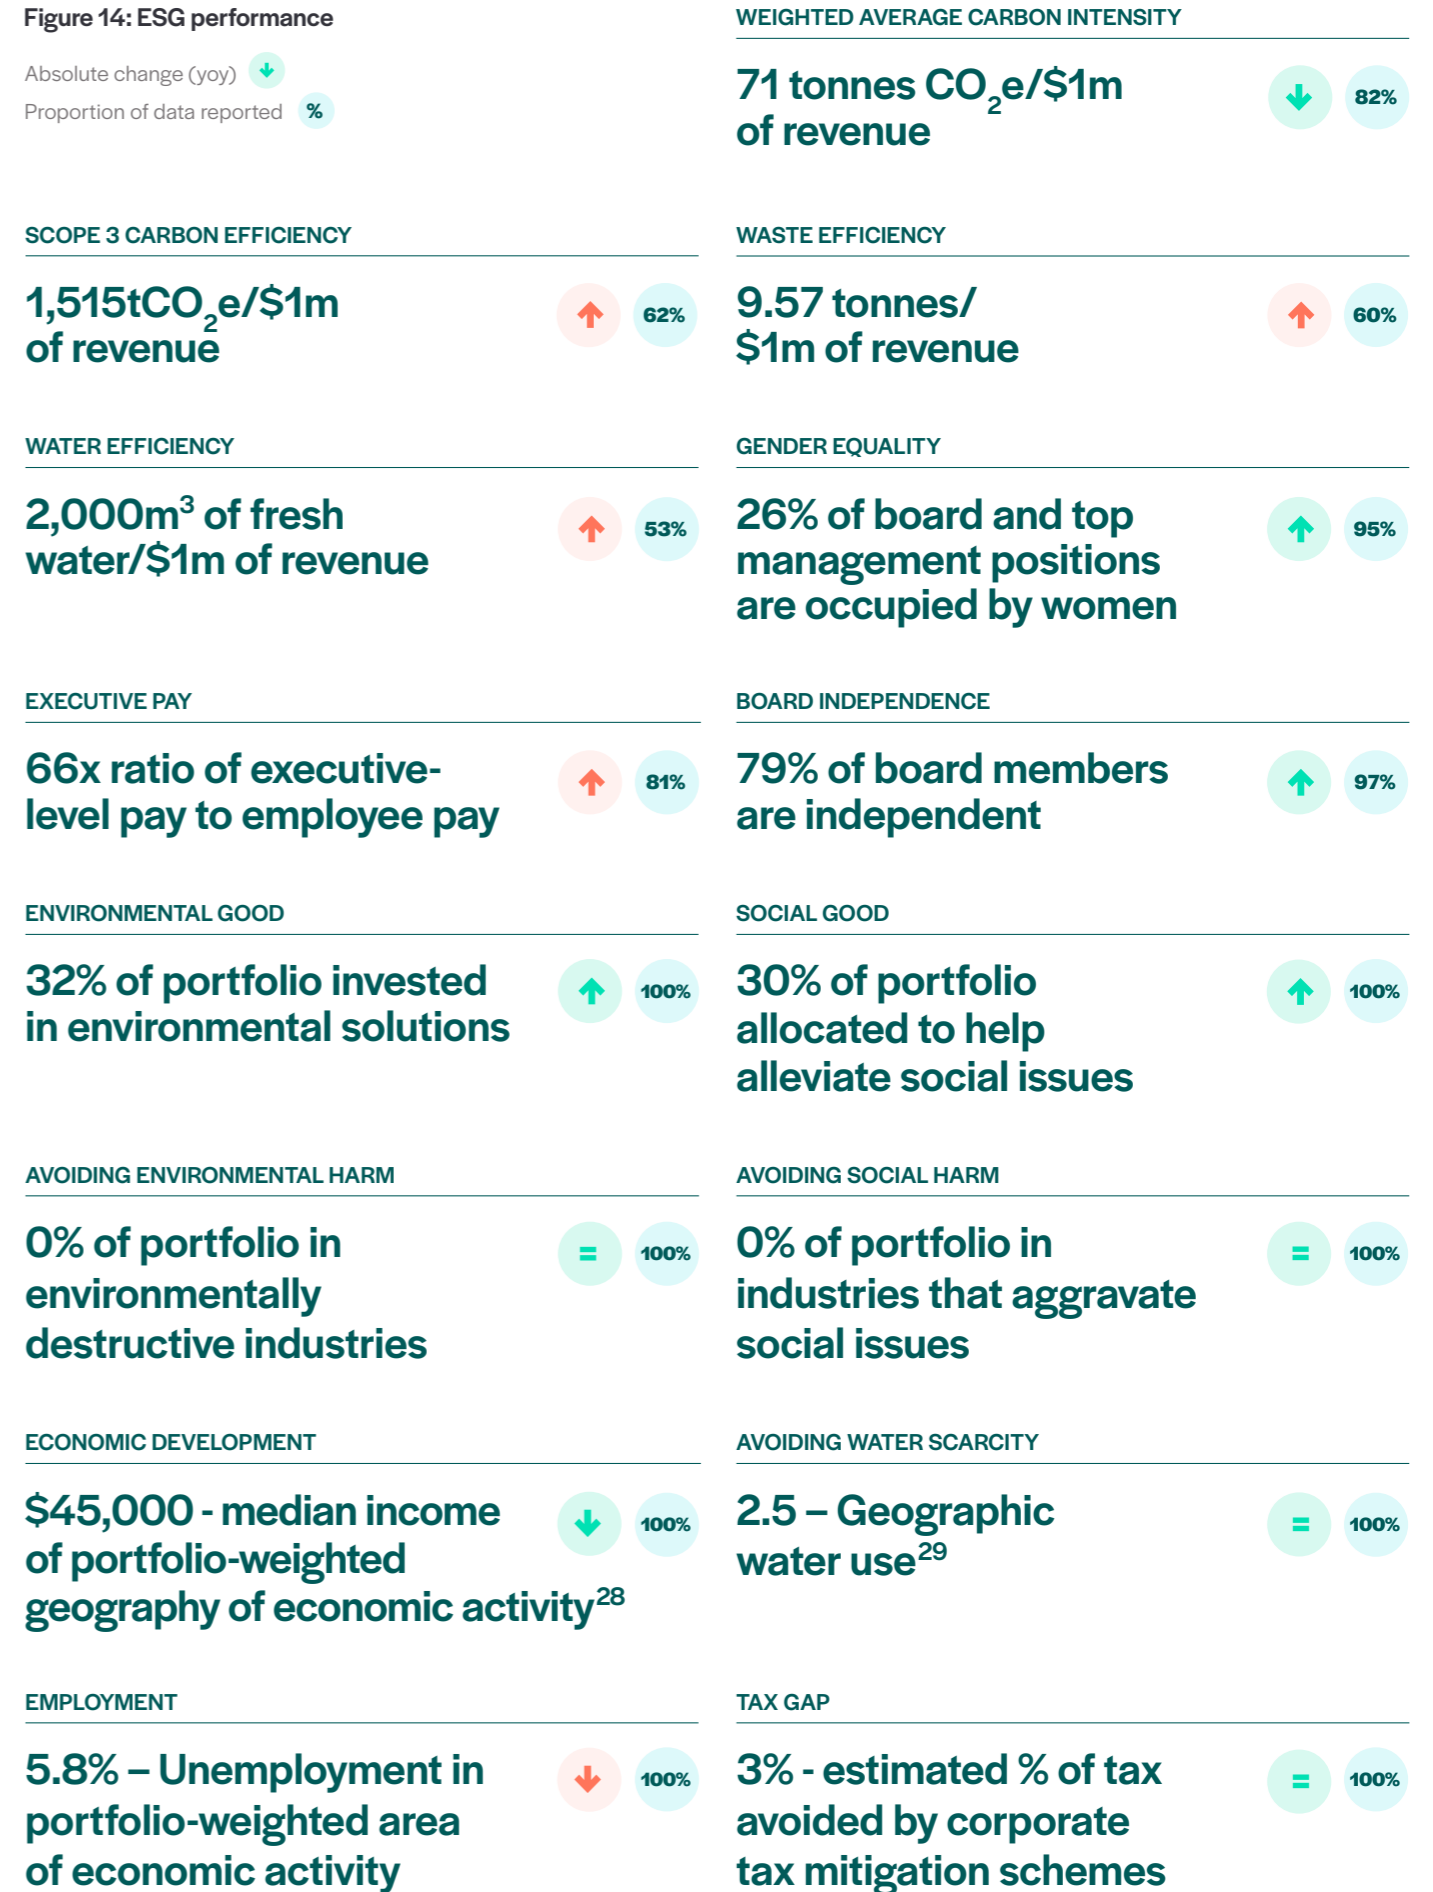 Figure 14: ESG performance
Absolute change (yoy)
Proportion of data reported %
WEIGHTED AVERAGE CARBON INTENSITY
71 tonnes CO₂e/$1m
of revenue
82%
SCOPE 3 CARBON EFFICIENCY
1,515tCO₂e/$1m
of revenue
62%
WASTE EFFICIENCY
9.57 tonnes/
$1m of revenue
60%
WATER EFFICIENCY
2,000m³ of fresh
water/$1m of revenue
53%
GENDER EQUALITY
26% of board and top
management positions
are occupied by women
95%
EXECUTIVE PAY
66x ratio of executive-
level pay to employee pay
81%
BOARD INDEPENDENCE
79% of board members
are independent
97%
ENVIRONMENTAL GOOD
32% of portfolio invested
in environmental solutions
100%
SOCIAL GOOD
30% of portfolio
allocated to help
alleviate social issues
100%
AVOIDING ENVIRONMENTAL HARM
0% of portfolio in
environmentally
destructive industries
= 100%
AVOIDING SOCIAL HARM
0% of portfolio in
industries that aggravate
social issues
= 100%
ECONOMIC DEVELOPMENT
$45,000 - median income
of portfolio-weighted
geography of economic activity²⁸
100%
AVOIDING WATER SCARCITY
2.5 – Geographic
water use²⁹
= 100%
EMPLOYMENT
5.8% – Unemployment in
portfolio-weighted area
of economic activity
100%
TAX GAP
3% - estimated % of tax
avoided by corporate
tax mitigation schemes
= 100%